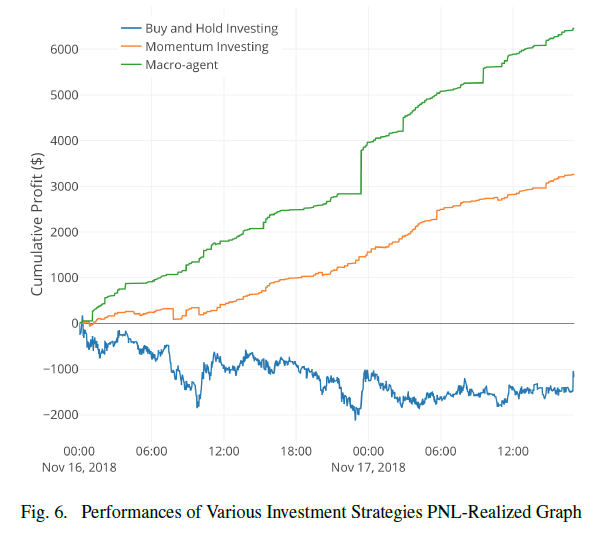 Buy and Hold Investing
Momentum Investing
Macro-agent
Cumulative Profit ($)
6000
5000
4000
3000
2000
1000
0
−1000
−2000
00:00 06:00 12:00 18:00 00:00 06:00 12:00
Nov 16, 2018 Nov 17, 2018
Fig. 6. Performances of Various Investment Strategies PNL-Realized Graph